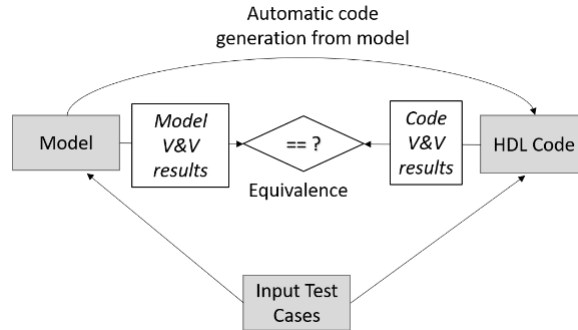 Automatic code
generation from model
Model
Model
V&V
results
== ?
Equivalence
Code
V&V
results
HDL Code
Input Test
Cases